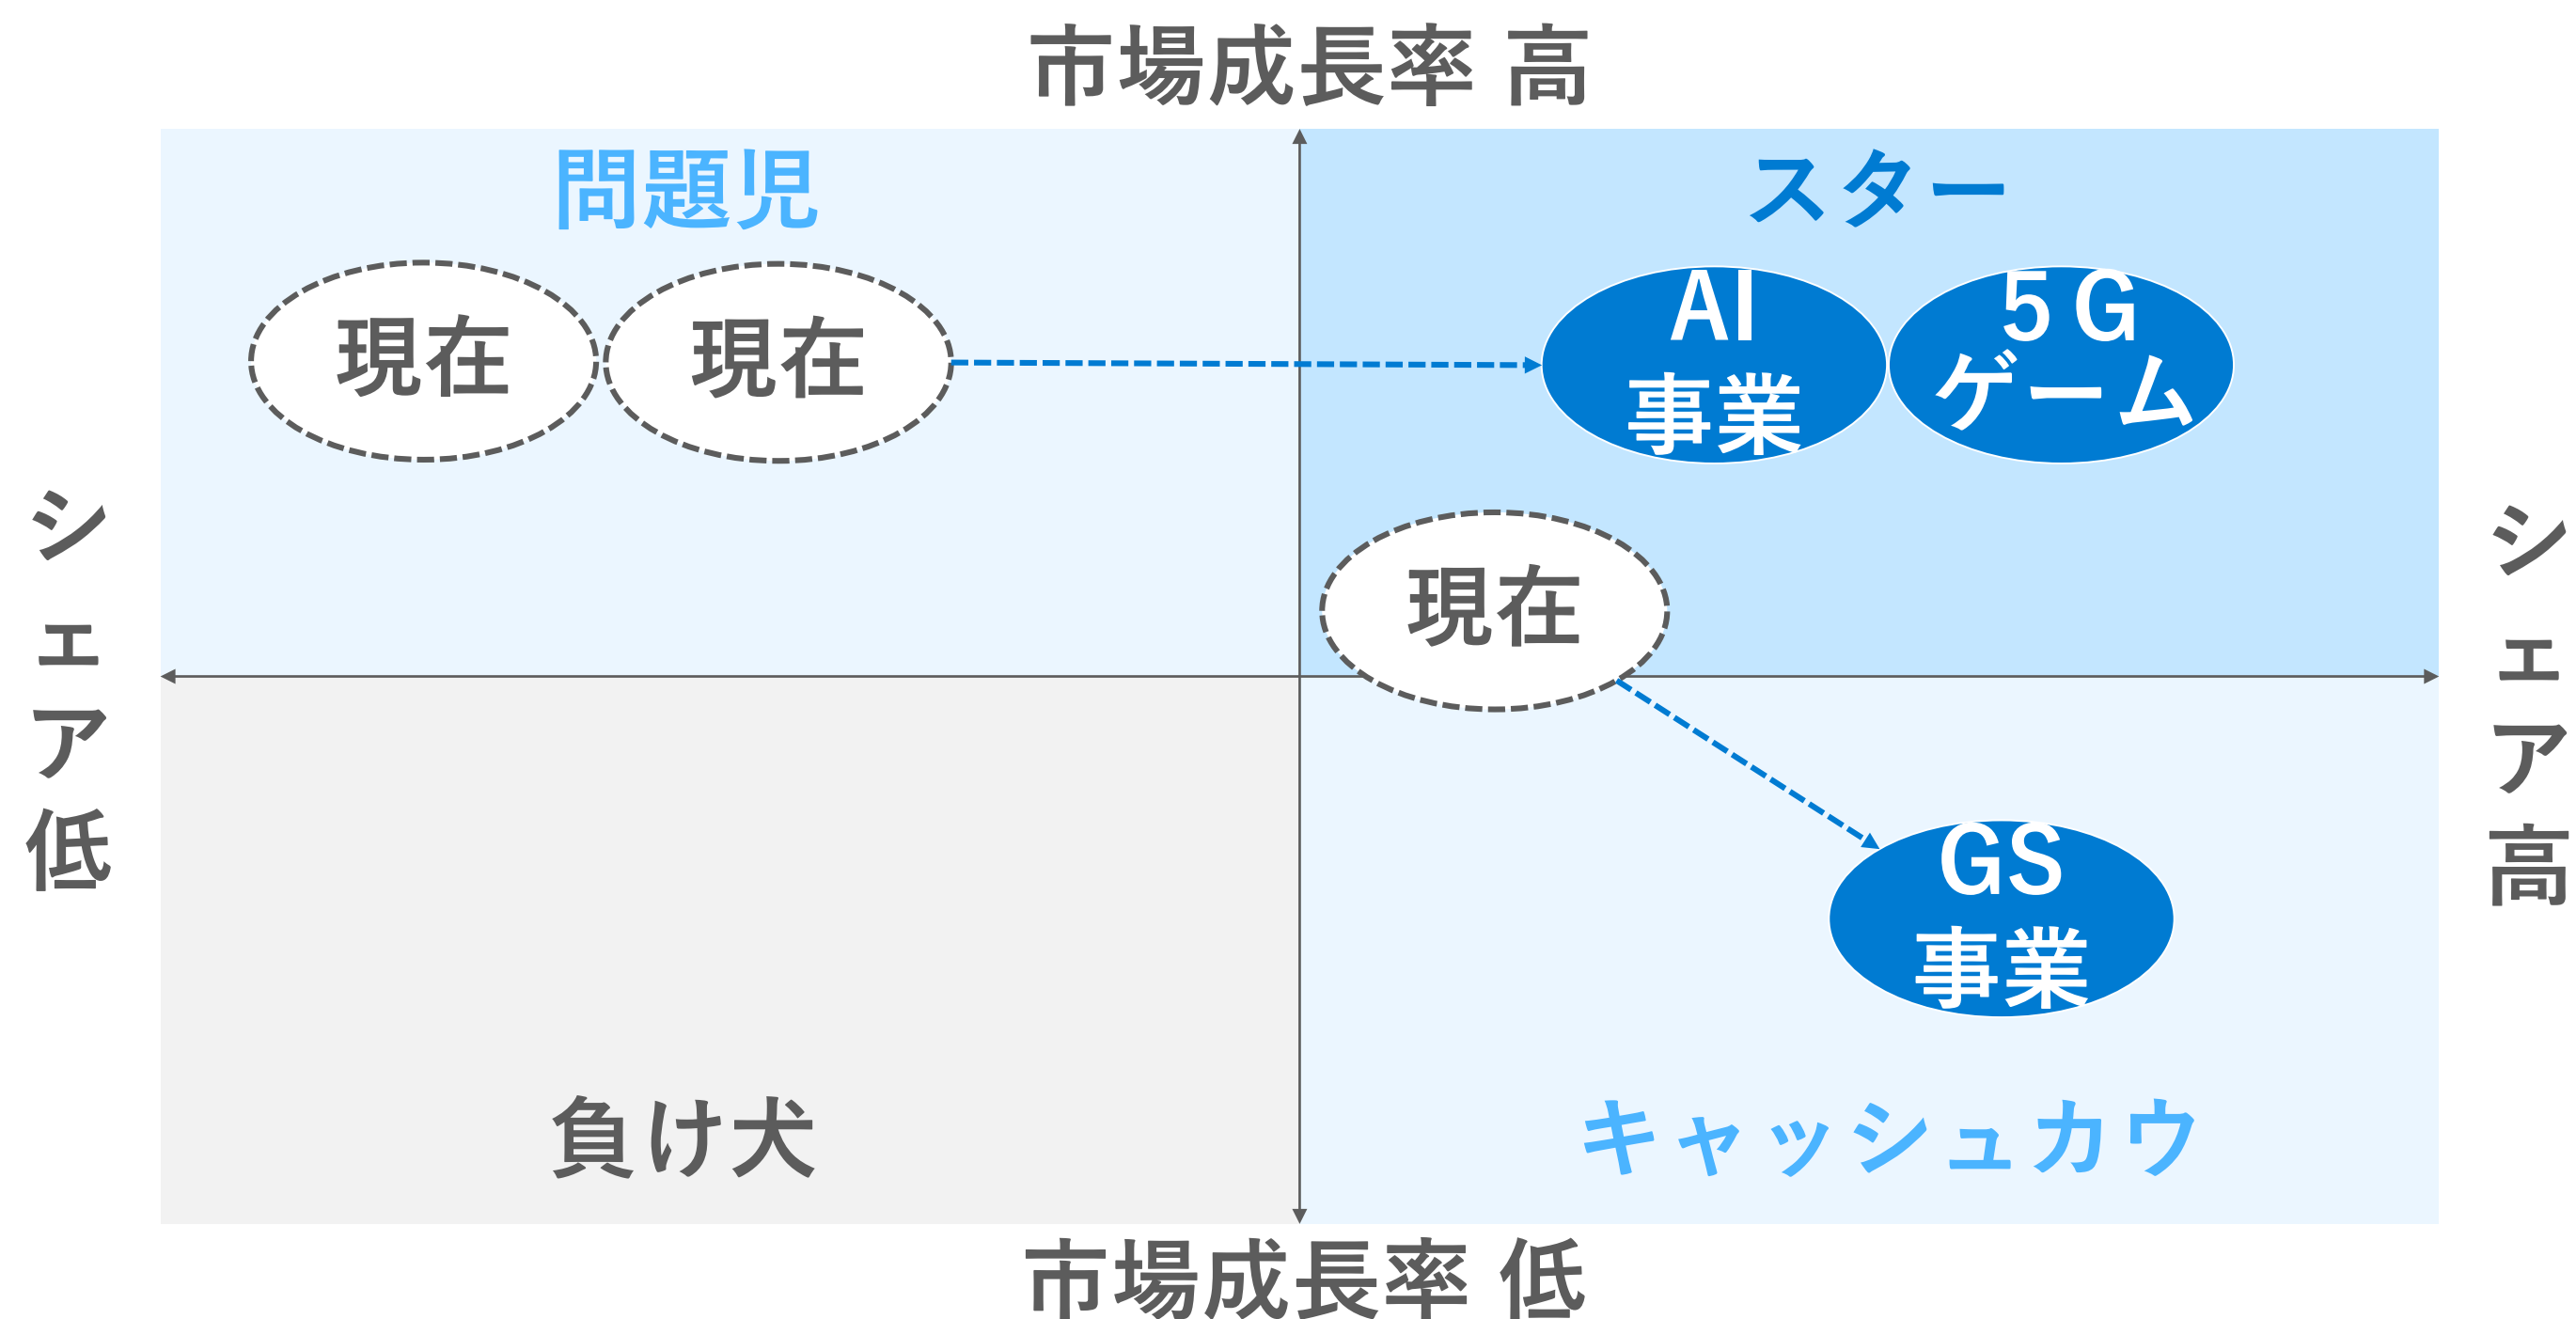 市場成長率 高
問題児
スター
現在
現在
AI
事業
５Ｇ
ゲーム
シェア低
シェア高
現在
GS
事業
負け犬
キャッシュカウ
市場成長率 低